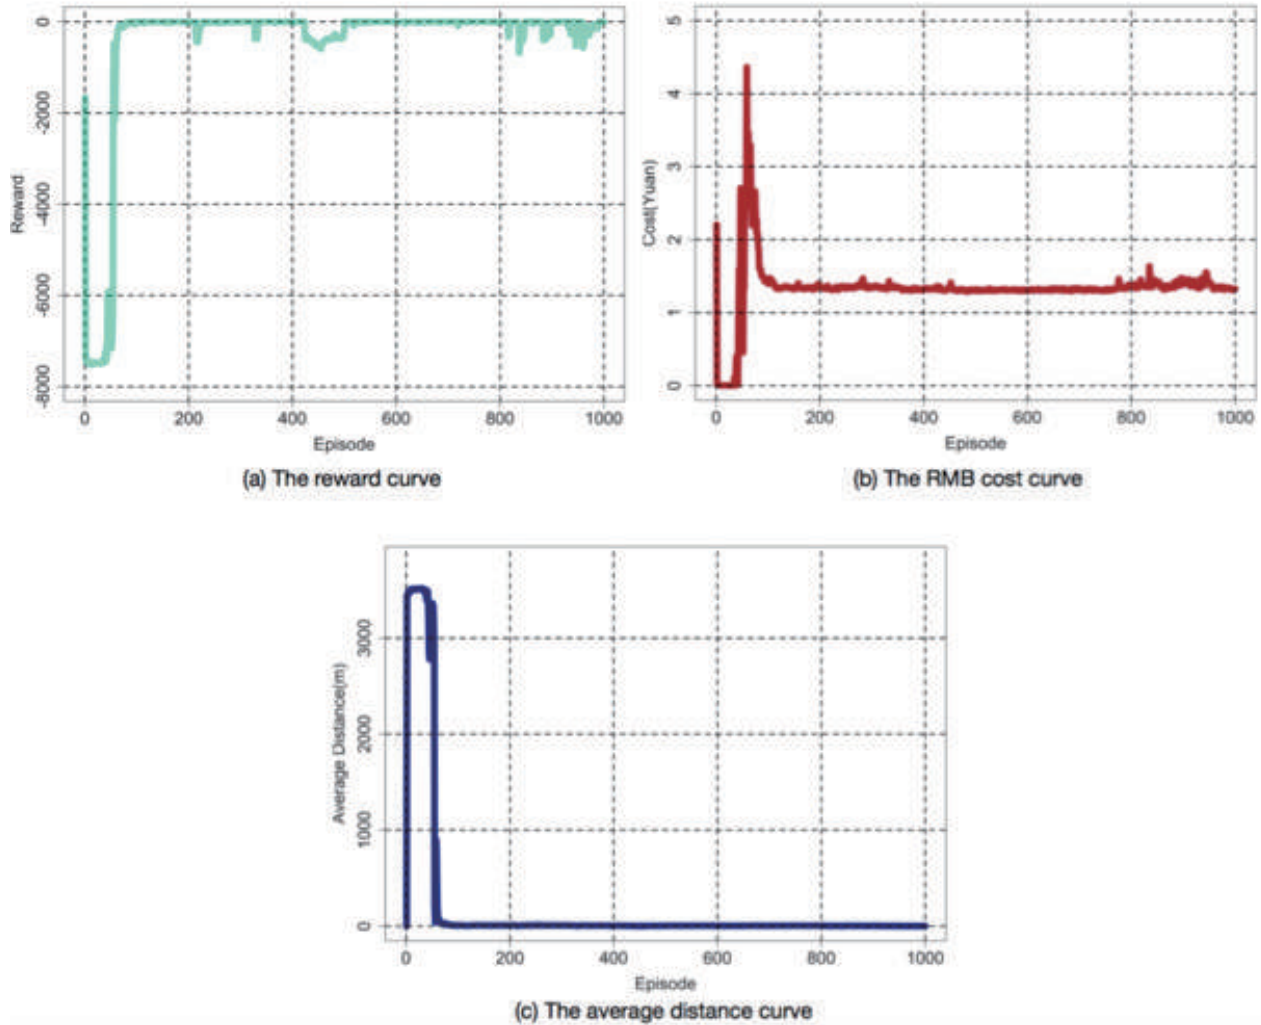 0
-2000
-4000
-6000
-8000
Reward
0 200 400 600 800 1000
Episode
(a) The reward curve
5
4
3
2
1
0
Cost(Yuan)
0 200 400 600 800 1000
Episode
(b) The RMB cost curve
3000
2000
1000
0
Average Distance(m)
0 200 400 600 800 1000
Episode
(c) The average distance curve